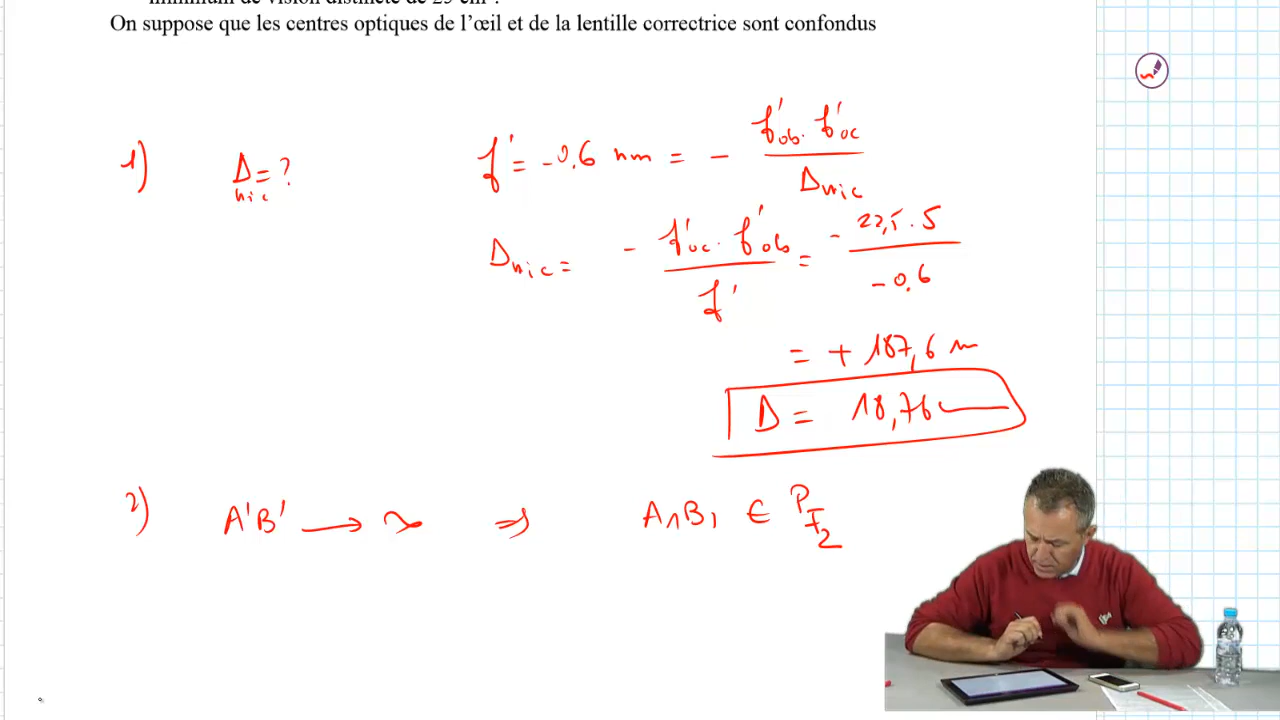 On suppose que les centres optiques de l'œil et de la lentille correctrice sont confondus
1) Δmic = ? f' = -0,6 mm = - f'ob . f'oc / Δmic
Δmic = - f'oc . f'ob / f' = - 22,5 . 5 / -0,6
= + 187,6 m
Δ = 18,76
2) A'B' → ∞ ⇒ A1B1 ∈ PF2